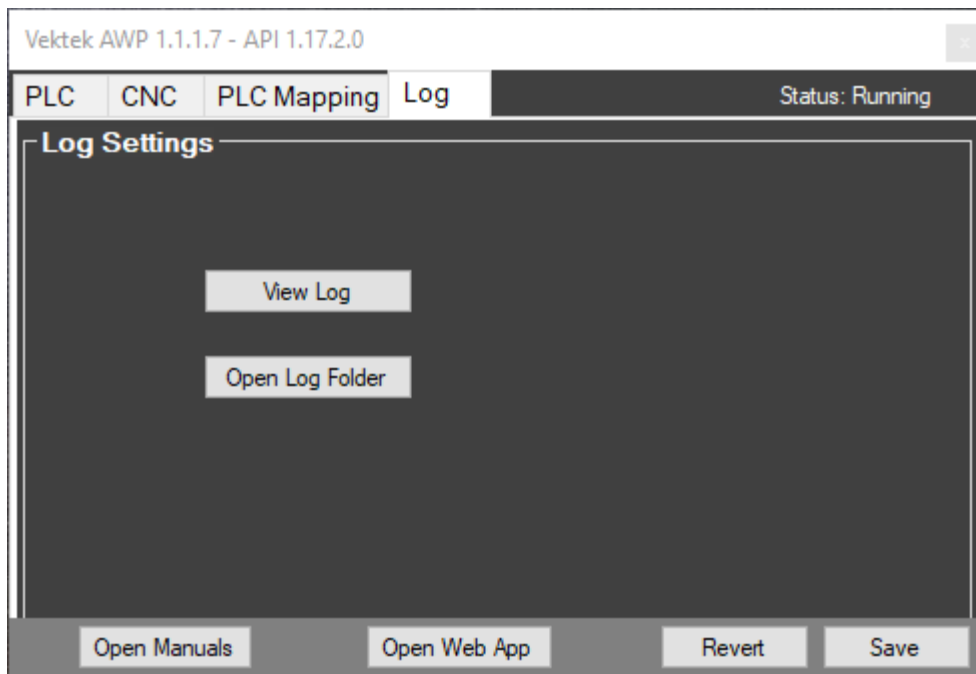 Vektek AWP 1.1.1.7 - API 1.17.2.0
x
PLC CNC PLC Mapping Log Status: Running
Log Settings
View Log
Open Log Folder
Open Manuals Open Web App Revert Save